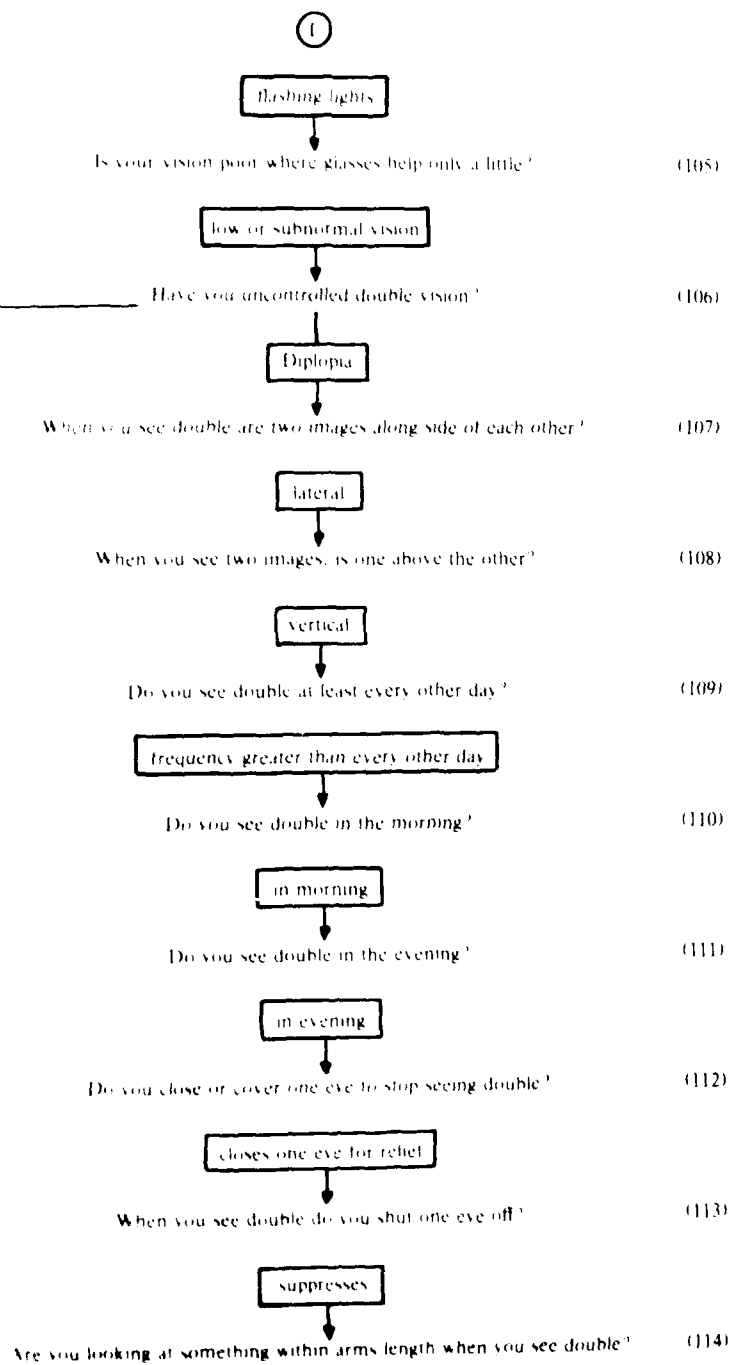 flashing lights
Is your vision poor where glasses help only a little? (105)
low or subnormal vision
Have you uncontrolled double vision? (106)
Diplopia
When you see double are two images along side of each other? (107)
lateral
When you see two images, is one above the other? (108)
vertical
Do you see double at least every other day? (109)
frequency greater than every other day
Do you see double in the morning? (110)
in morning
Do you see double in the evening? (111)
in evening
Do you close or cover one eye to stop seeing double? (112)
closes one eye for relief
When you see double do you shut one eye off? (113)
suppresses
Are you looking at something within arms length when you see double? (114)